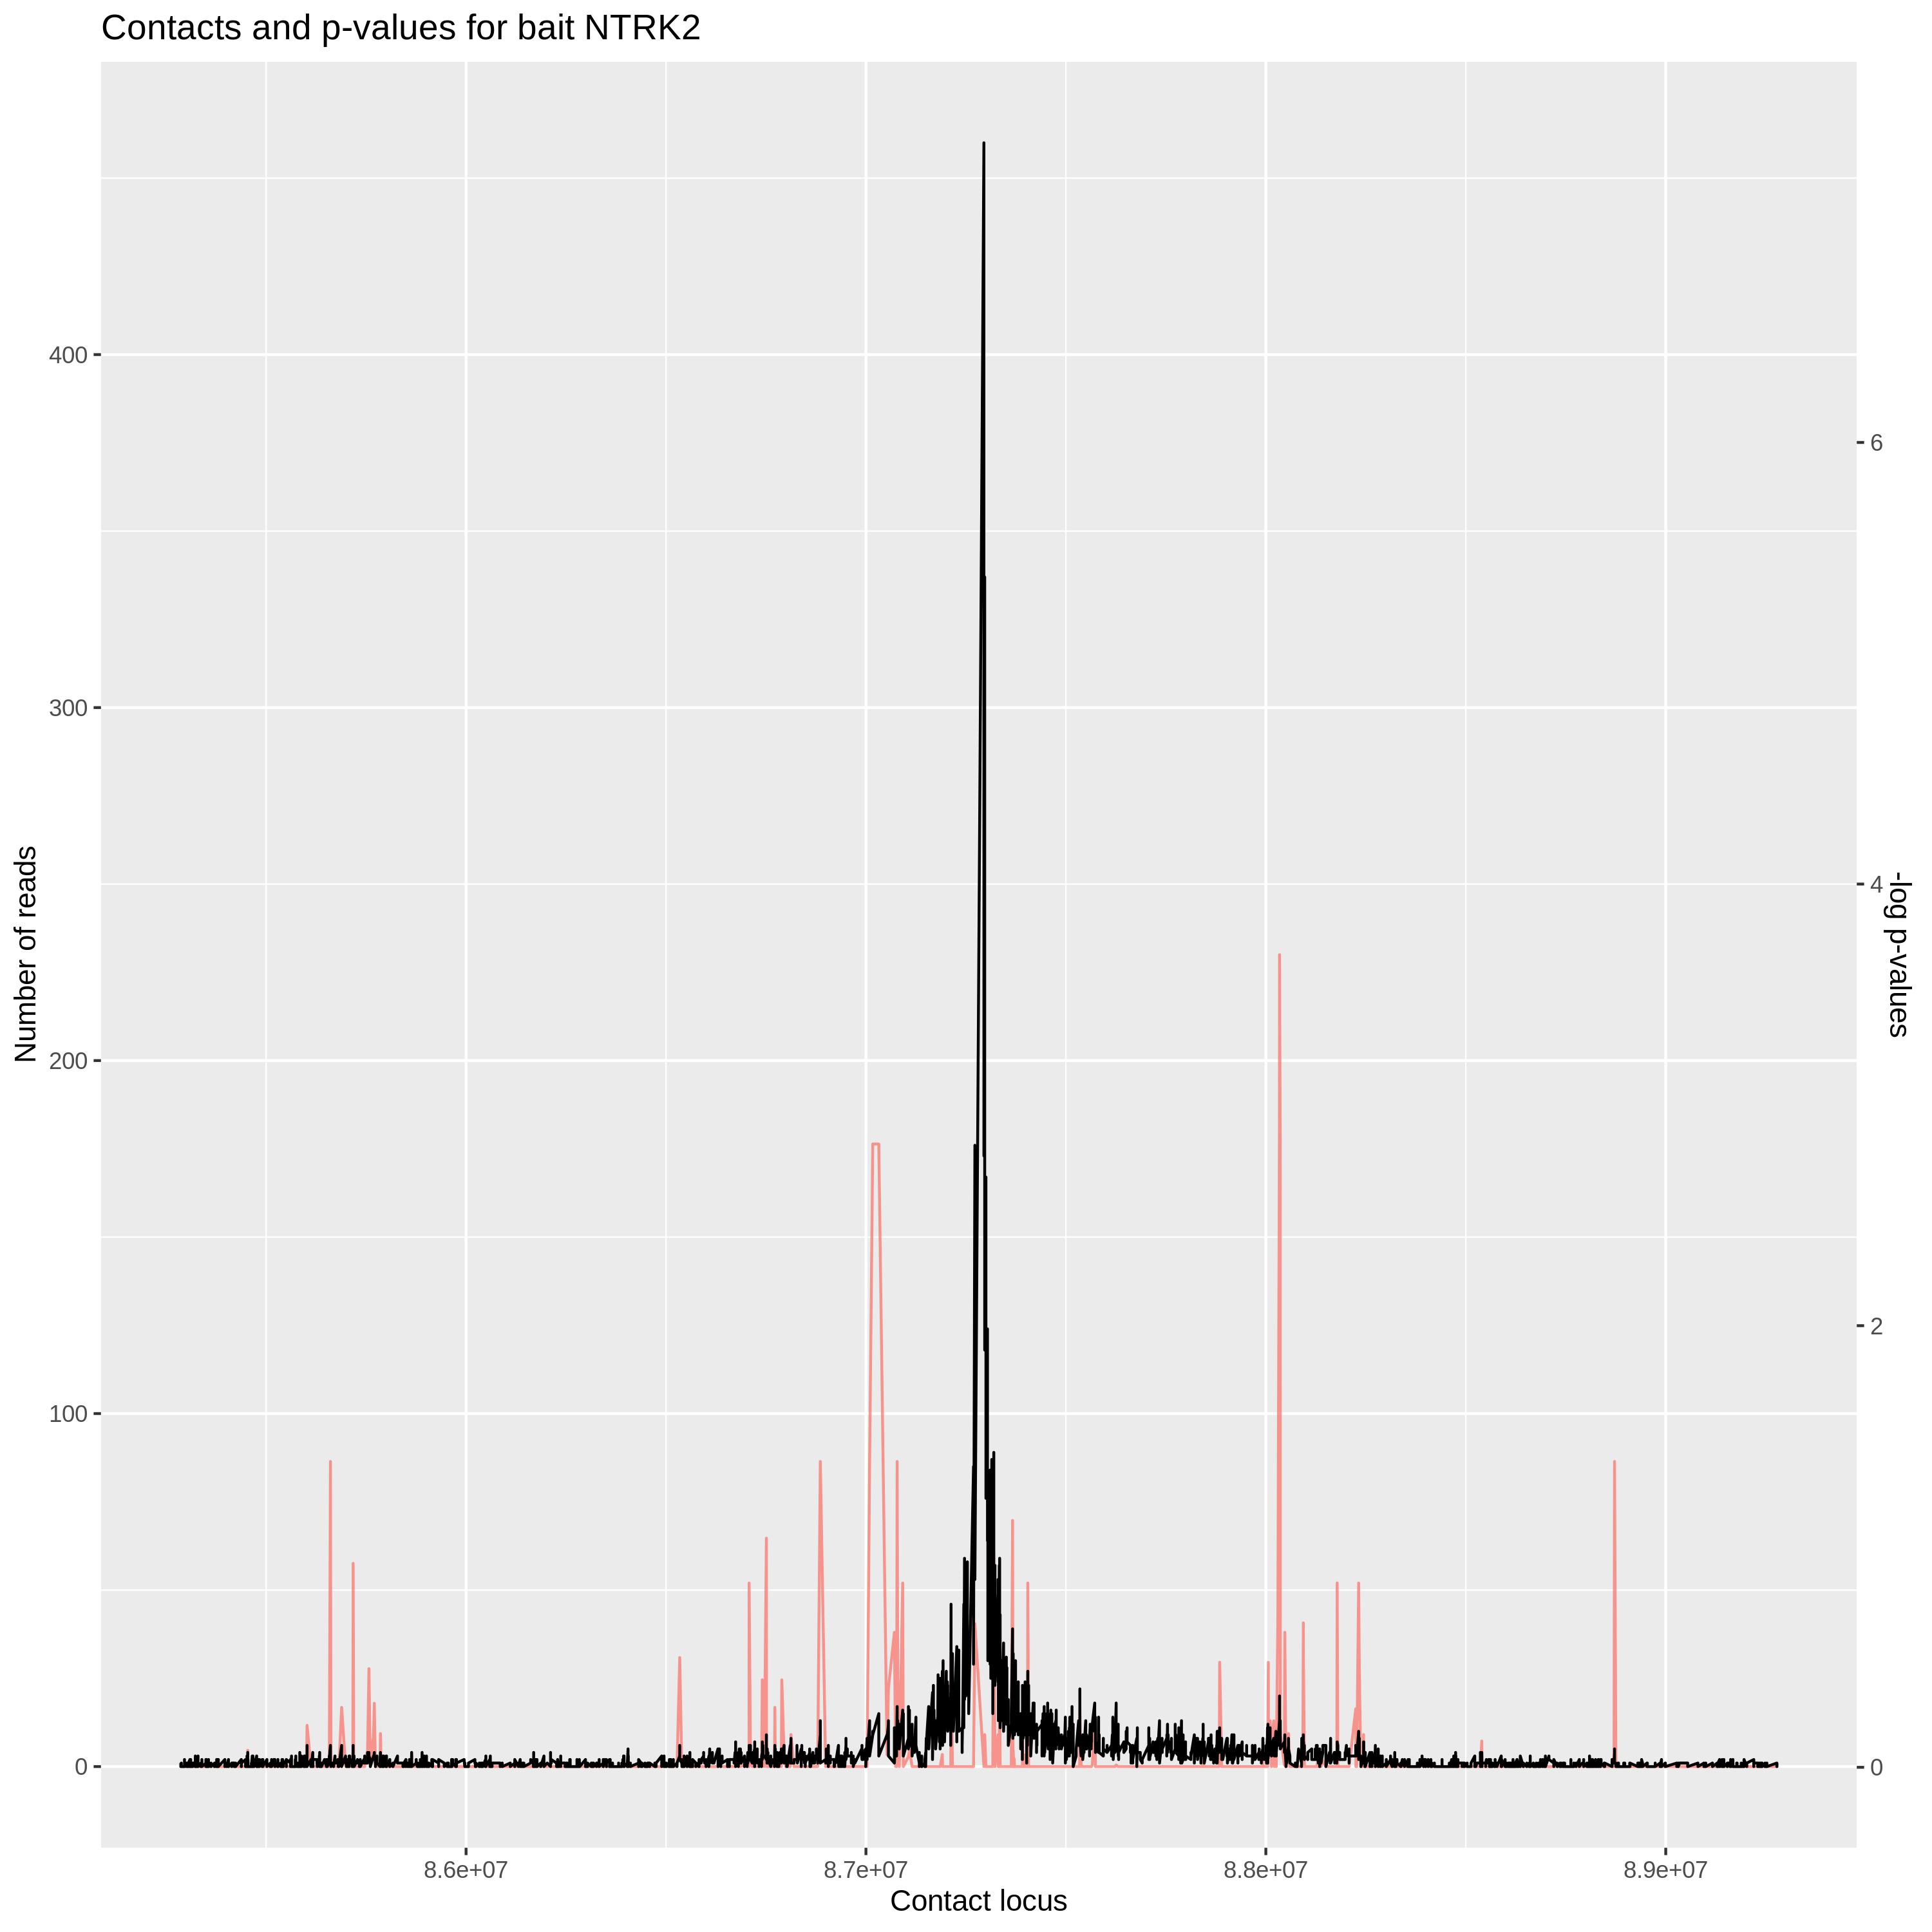 Contacts and p-values for bait NTRK2
400
300
200
100
0
Number of reads
6
4
2
0
-log p-values
8.6e+07
8.7e+07
8.8e+07
8.9e+07
Contact locus